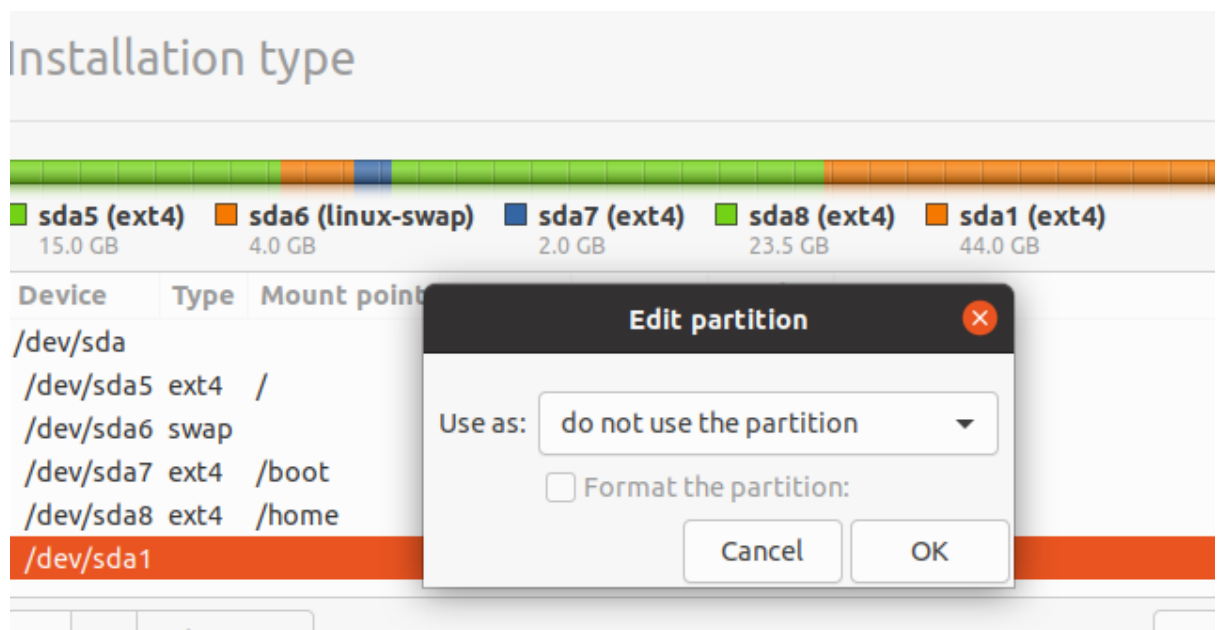 Installation type
sda5 (ext4) sda6 (linux-swap) sda7 (ext4) sda8 (ext4) sda1 (ext4)
15.0 GB 4.0 GB 2.0 GB 23.5 GB 44.0 GB
Device Type Mount point
/dev/sda
/dev/sda5 ext4 /
/dev/sda6 swap
/dev/sda7 ext4 /boot
/dev/sda8 ext4 /home
/dev/sda1
Edit partition
Use as: do not use the partition
Format the partition:
Cancel OK